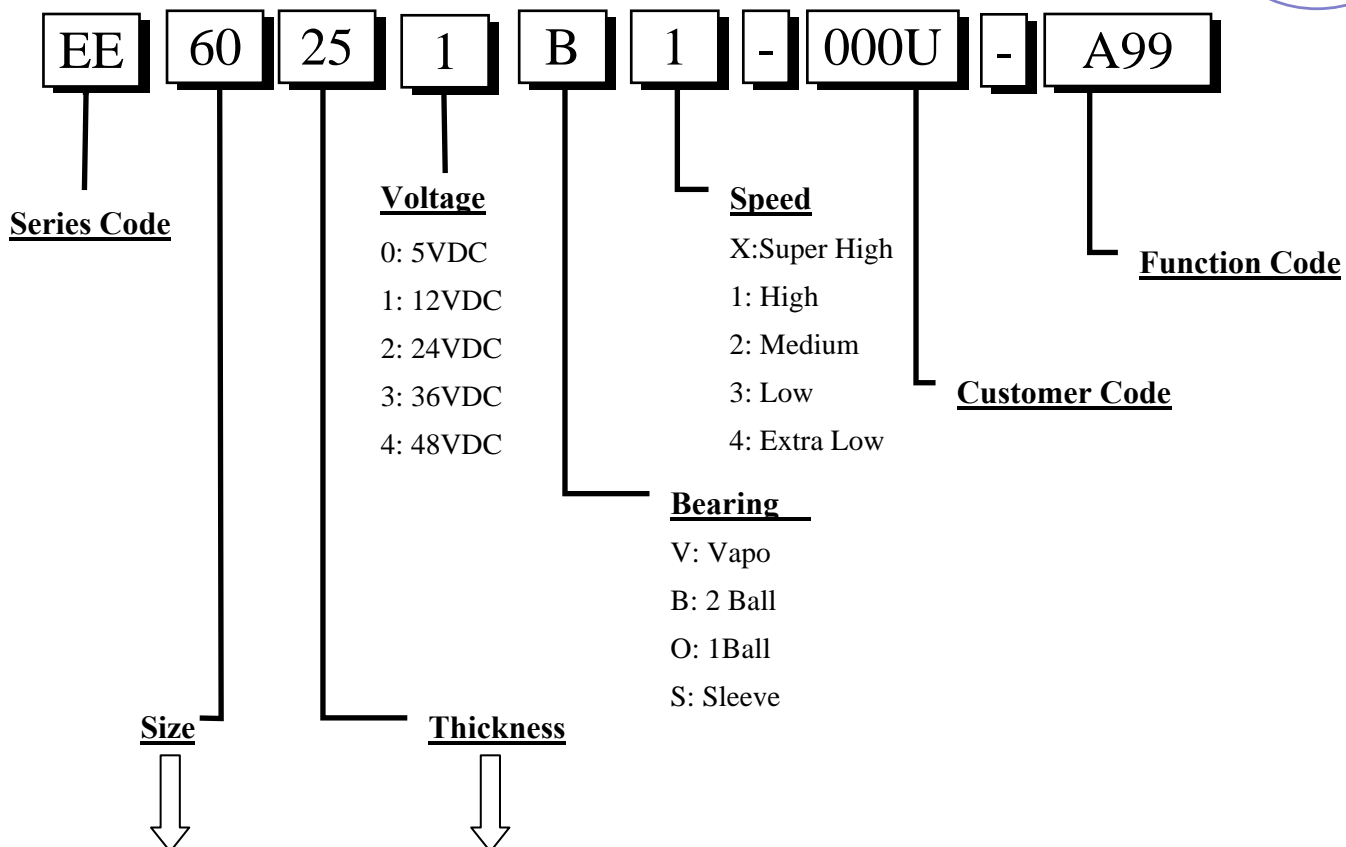 EE 60 25 1 B 1 - 000U - A99
Series Code
Voltage
0: 5VDC
1: 12VDC
2: 24VDC
3: 36VDC
4: 48VDC
Speed
X:Super High
1: High
2: Medium
3: Low
4: Extra Low
Function Code
Customer Code
Bearing
V: Vapo
B: 2 Ball
O: 1Ball
S: Sleeve
Size
Thickness